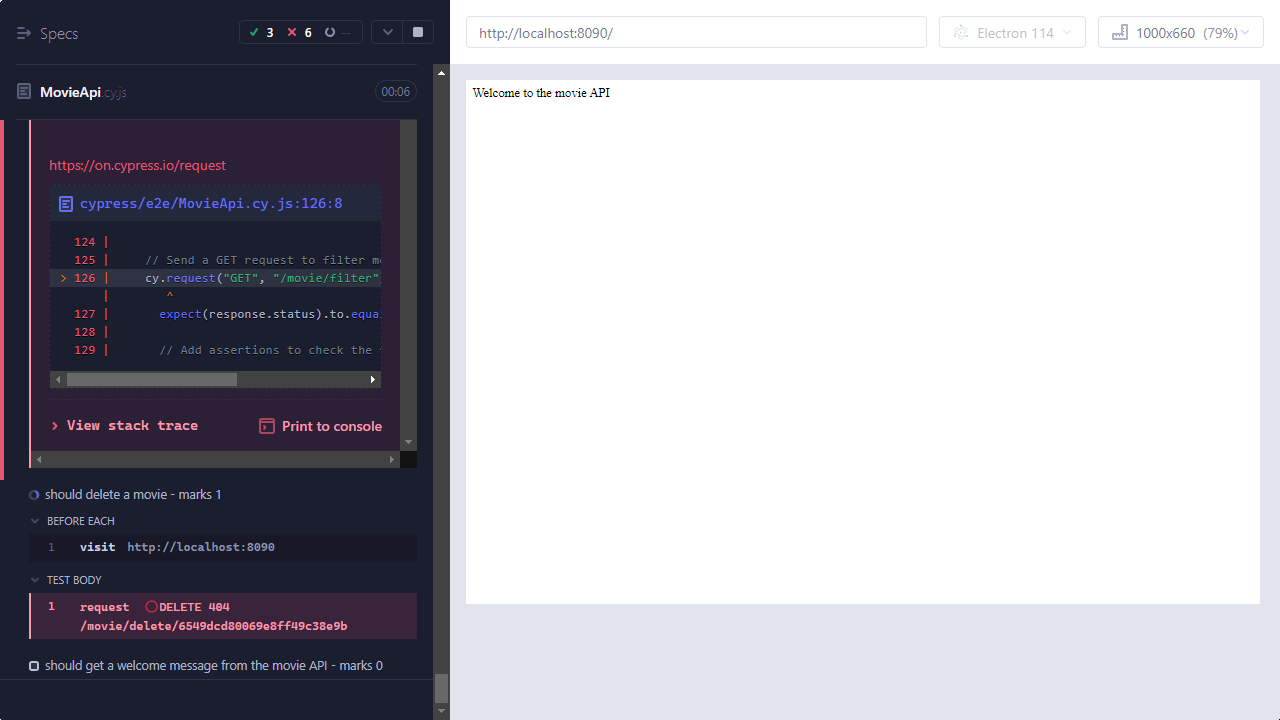 Specs
3
6
--
http://localhost:8090/
Electron 114
1000x660 (79%)
MovieApi.cy.js
00:06
Welcome to the movie API
https://on.cypress.io/request
cypress/e2e/MovieApi.cy.js:126:8
124 |
125 | // Send a GET request to filter m
> 126 | cy.request("GET", "/movie/filter"
| ^
127 | expect(response.status).to.equa
128 |
129 | // Add assertions to check the
View stack trace
Print to console
should delete a movie - marks 1
BEFORE EACH
1 visit http://localhost:8090
TEST BODY
1 request DELETE 404
/movie/delete/6549dcd80069e8ff49c38e9b
should get a welcome message from the movie API - marks 0